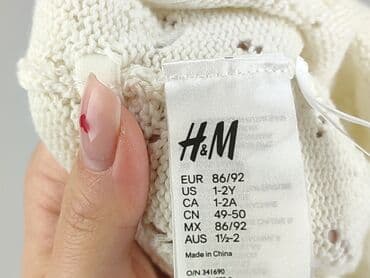 H&M
EUR 86/92
US 1-2Y
CA 1-2A
CN 49-50
MX 86/92
AUS 1½-2
Made in China
O/N 341690